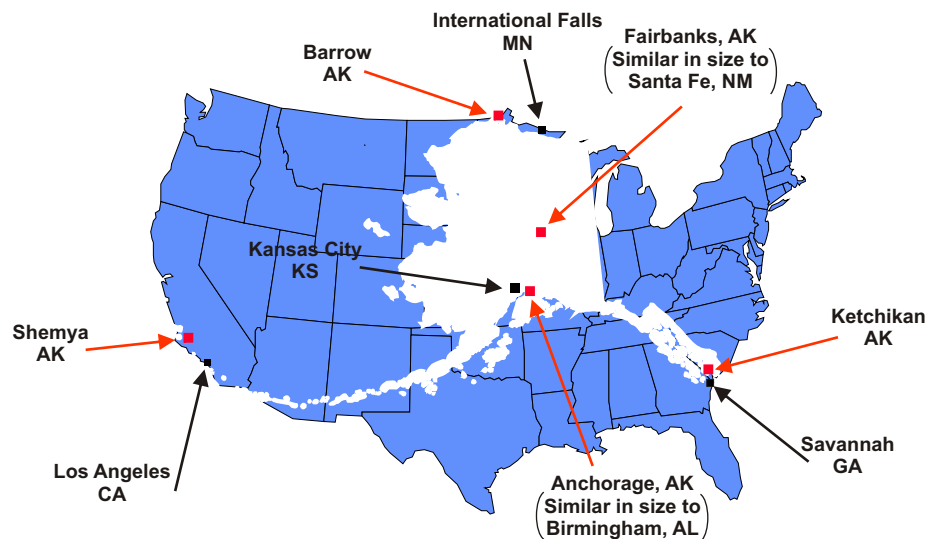 International Falls
MN
Barrow
AK
Fairbanks, AK
(Similar in size to
Santa Fe, NM)
Kansas City
KS
Shemya
AK
Ketchikan
AK
Los Angeles
CA
Savannah
GA
Anchorage, AK
(Similar in size to
Birmingham, AL)